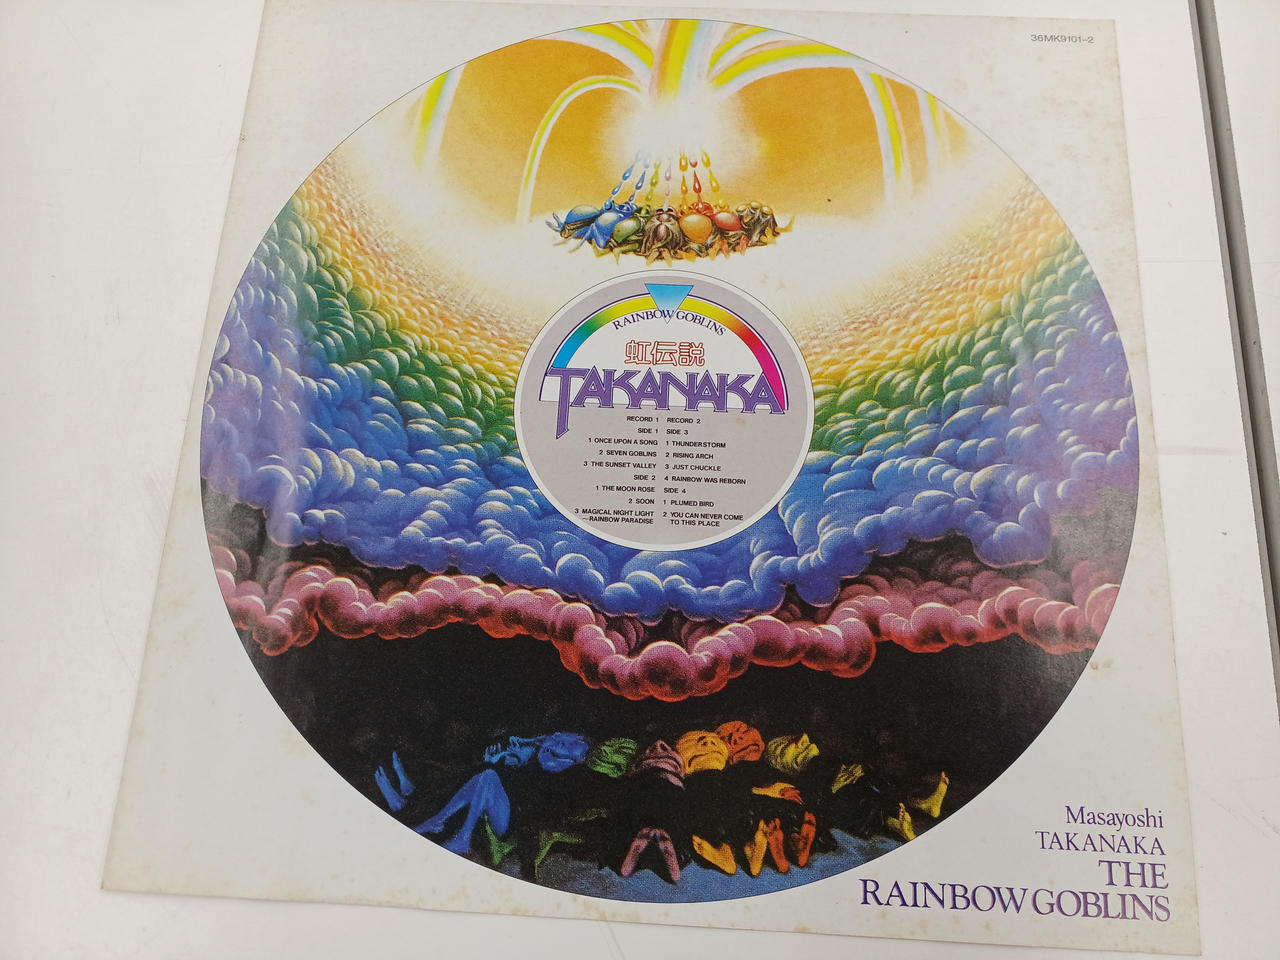 36MK9101-2
RAINBOW GOBLINS
虹伝説
TAKANAKA
RECORD 1
SIDE 1
1 ONCE UPON A SONG
2 SEVEN GOBLINS
3 THE SUNSET VALLEY
SIDE 2
1 THE MOON ROSE
2 SOON
3 MAGICAL NIGHT LIGHT
~RAINBOW PARADISE
RECORD 2
SIDE 3
1 THUNDERSTORM
2 RISING ARCH
3 JUST CHUCKLE
4 RAINBOW WAS REBORN
SIDE 4
1 PLUMED BIRD
2 YOU CAN NEVER COME
TO THIS PLACE
Masayoshi
TAKANAKA
THE
RAINBOW GOBLINS